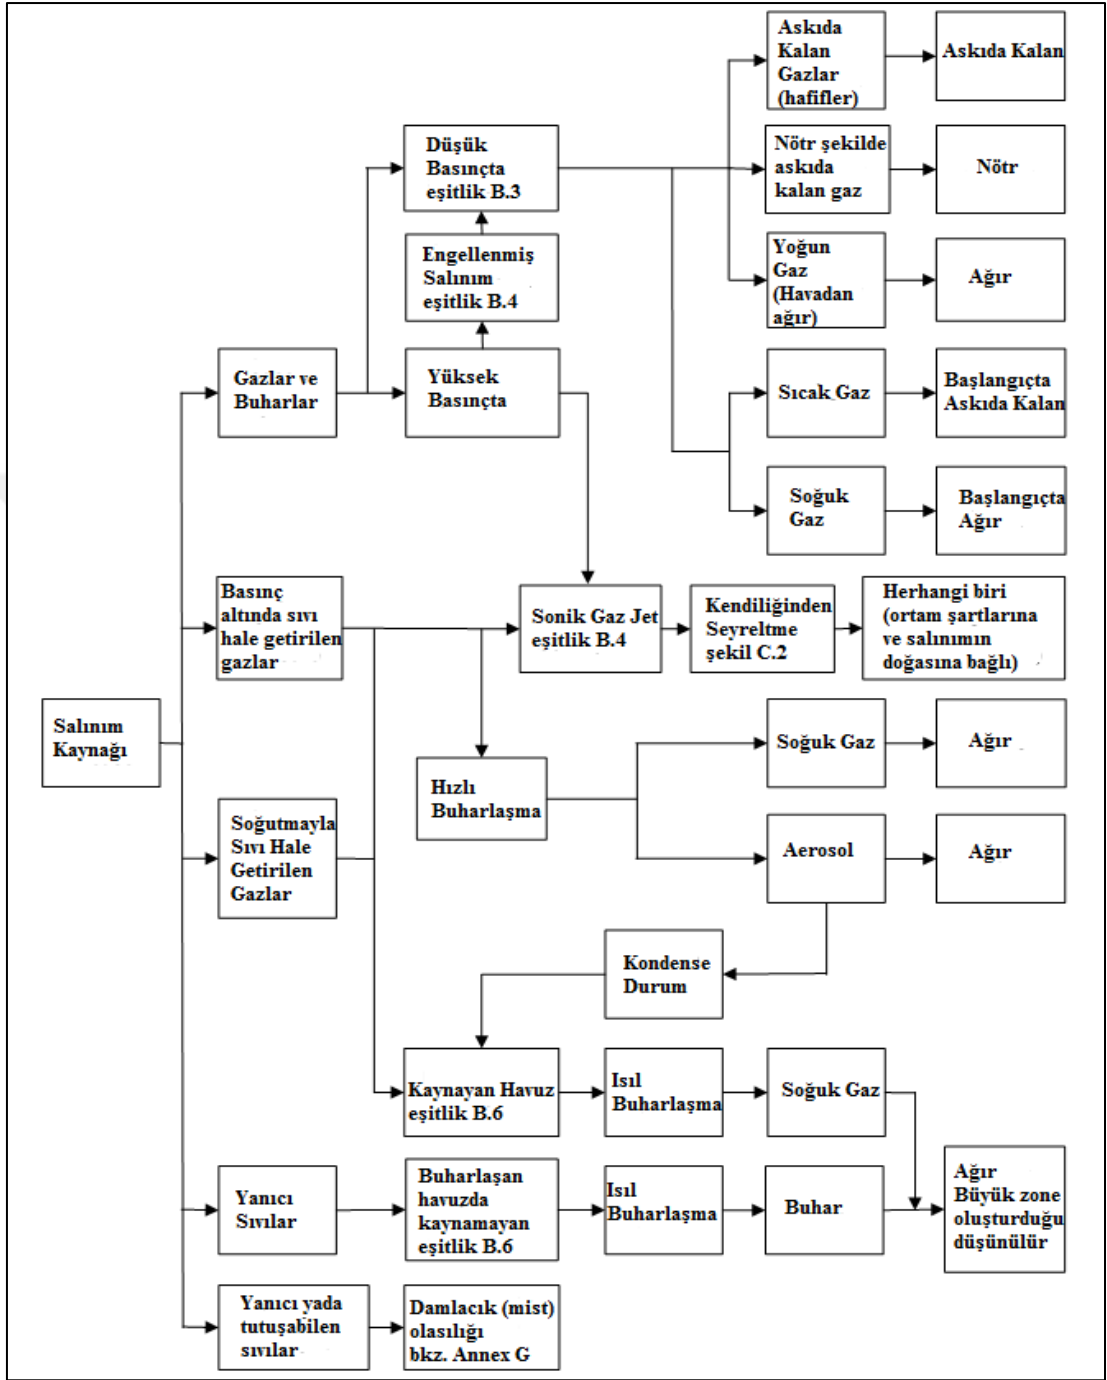 Askıda
Kalan
Gazlar
(hafifler)
Askıda Kalan
Düşük
Basınçta
eşitlik B.3
Nötr şekilde
askıda
kalan gaz
Nötr
Engellenmiş
Salınım
eşitlik B.4
Yoğun
Gaz
(Havadan
ağır)
Ağır
Gazlar ve
Buharlar
Yüksek
Basınçta
Sıcak Gaz
Başlangıçta
Askıda Kalan
Soğuk
Gaz
Başlangıçta
Ağır
Basınç
altında sıvı
hale getirilen
gazlar
Sonik Gaz Jet
eşitlik B.4
Kendiliğinden
Seyreltme
şekil C.2
Herhangi biri
(ortam şartlarına
ve salınımın
doğasına bağlı)
Salınım
Kaynağı
Hızlı
Buharlaşma
Soğuk Gaz
Ağır
Soğutmayla
Sıvı Hale
Getirilen
Gazlar
Aerosol
Ağır
Kondense
Durum
Kaynayan Havuz
eşitlik B.6
Isıl
Buharlaşma
Soğuk Gaz
Yanıcı
Sıvılar
Buharlaşan
havuzda
kaynamayan
eşitlik B.6
Isıl
Buharlaşma
Buhar
Ağır
Büyük zone
oluşturduğu
düşünülür
Yanıcı yada
tutuşabilen
sıvılar
Damlacık (mist)
olasılığı
bkz. Annex G